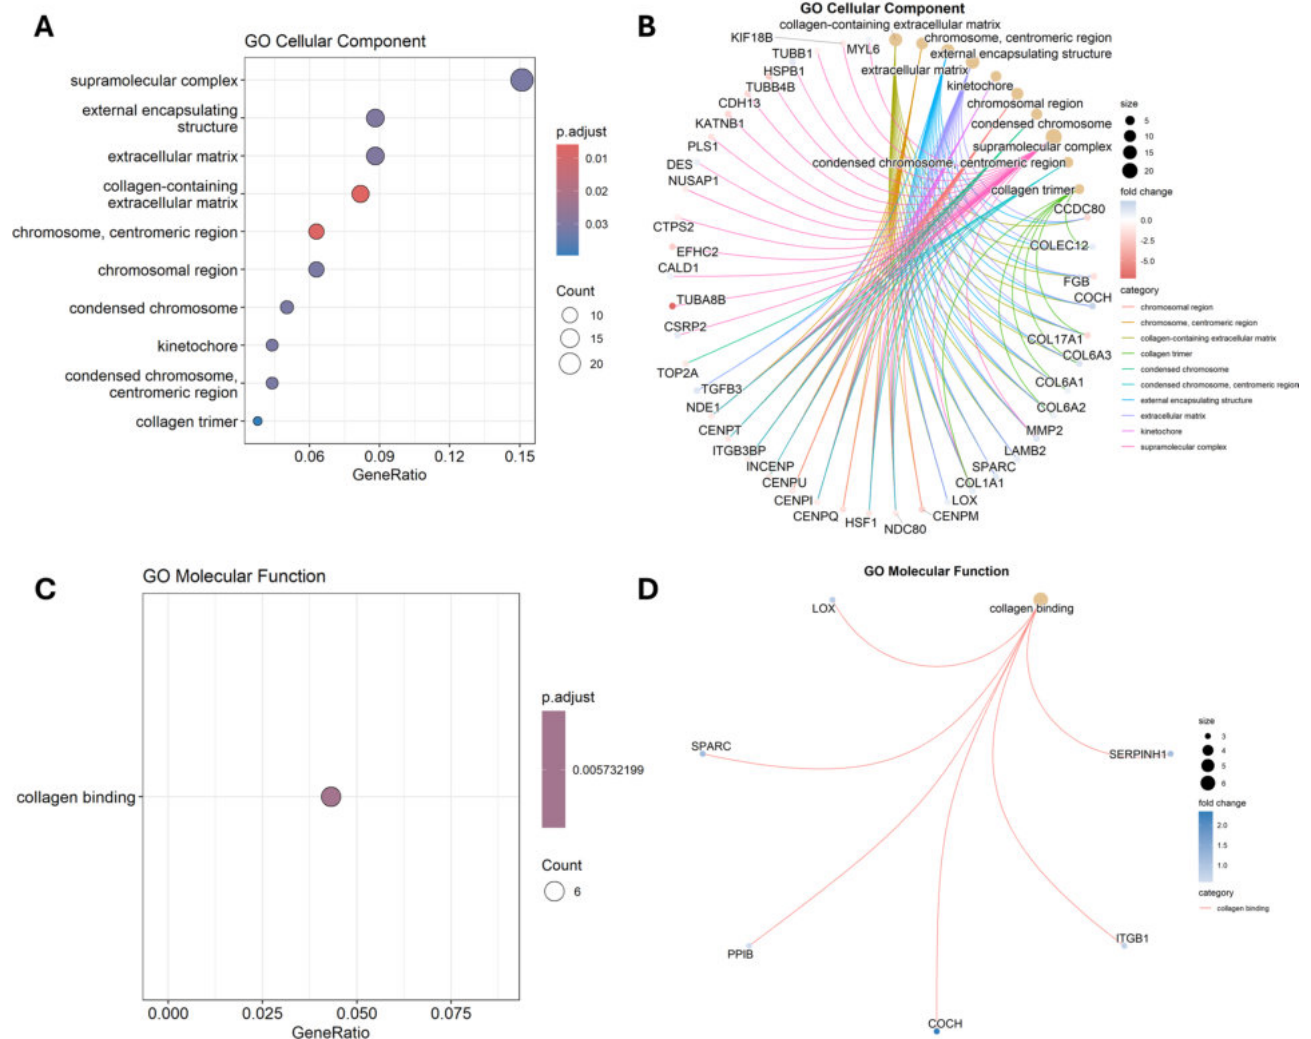 A
GO Cellular Component
supramolecular complex
external encapsulating
structure
extracellular matrix
collagen-containing
extracellular matrix
chromosome, centromeric region
chromosomal region
condensed chromosome
kinetochore
condensed chromosome,
centromeric region
collagen trimer
0.06
0.09
0.12
0.15
GeneRatio
p.adjust
0.01
0.02
0.03
Count
10
15
20
B
GO Cellular Component
collagen-containing extracellular matrix
chromosome, centromeric region
external encapsulating structure
extracellular matrix
kinetochore
chromosomal region
condensed chromosome
supramolecular complex
condensed chromosome, centromeric region
collagen trimer
KIF18B
MYL6
TUBB1
HSPB1
TUBB4B
CDH13
KATNB1
PLS1
DES
NUSAP1
CTPS2
EFHC2
CALD1
TUBA8B
CSRP2
TOP2A
TGFB3
NDE1
CENPT
ITGB3BP
INCENP
CENPU
CENPI
CENPQ
HSF1
NDC80
CENPM
LOX
COL1A1
SPARC
LAMB2
MMP2
COL6A2
COL6A1
COL6A3
COL17A1
COCH
FGB
COLEC12
CCDC80
size
5
10
15
20
fold change
0.0
-2.5
-5.0
category
chromosomal region
chromosome, centromeric region
collagen-containing extracellular matrix
collagen trimer
condensed chromosome
condensed chromosome, centromeric region
external encapsulating structure
extracellular matrix
kinetochore
supramolecular complex
C
GO Molecular Function
collagen binding
0.000
0.025
0.050
0.075
GeneRatio
p.adjust
0.005732199
Count
6
D
GO Molecular Function
LOX
collagen binding
SPARC
SERPINH1
PPIB
ITGB1
COCH
size
3
4
5
6
fold change
2.0
1.5
1.0
category
collagen binding